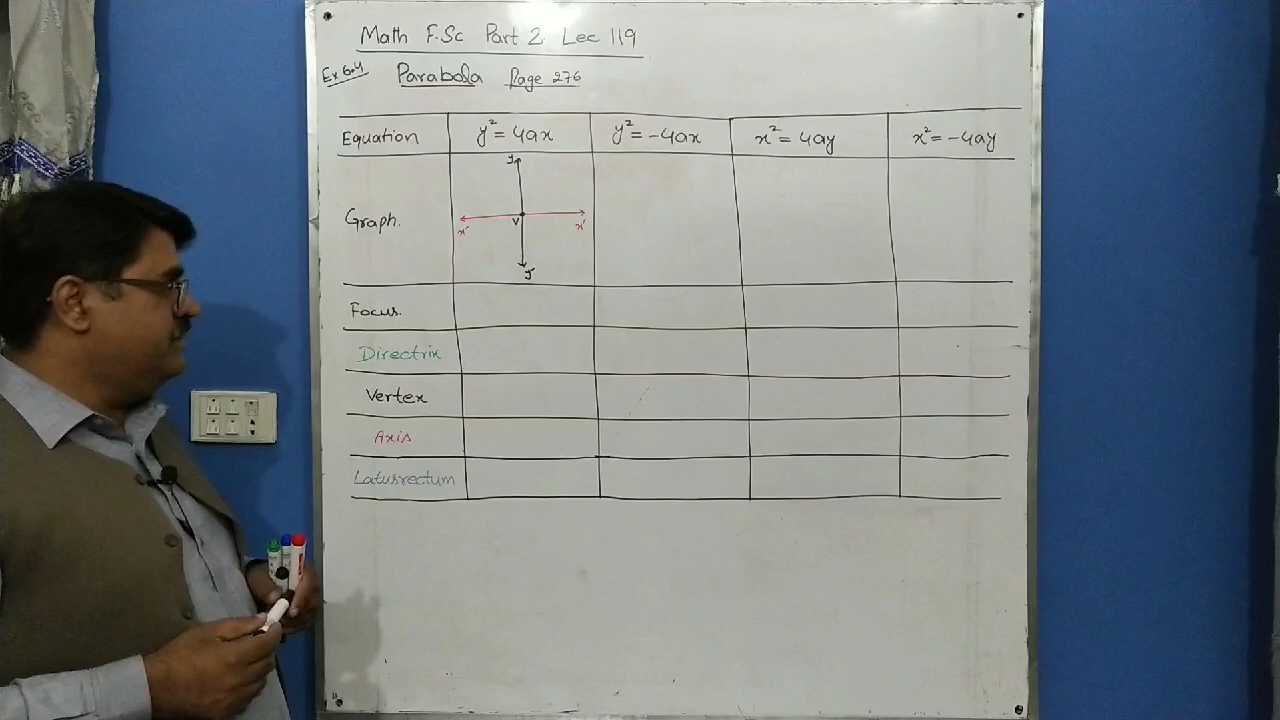 Math F.Sc Part 2 Lec 119
Ex 6.4 Parabola Page 276
Equation y² = 4ax y² = -4ax x² = 4ay x² = -4ay
y
Graph.
V
x' x'
y'
Focus.
Directrix
Vertex
Axis
Latusrectum